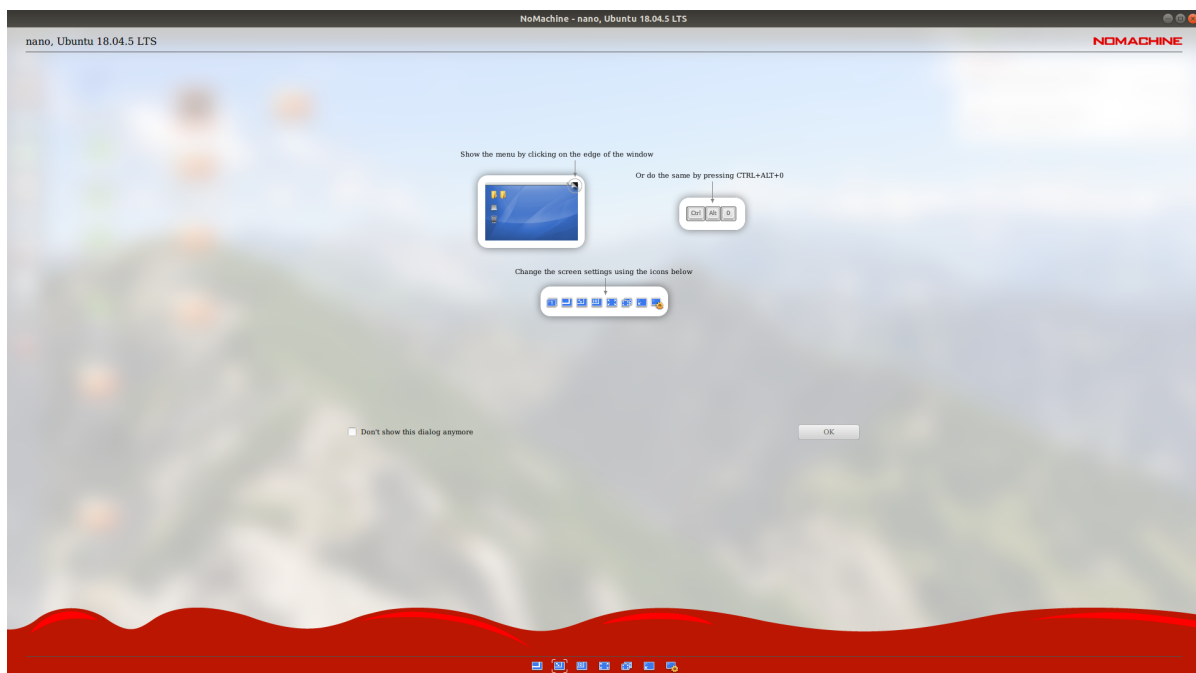 NoMachine - nano, Ubuntu 18.04.5 LTS
nano, Ubuntu 18.04.5 LTS
NOMACHINE
Show the menu by clicking on the edge of the window
Or do the same by pressing CTRL+ALT+0
Ctrl Alt 0
Change the screen settings using the icons below
Don't show this dialog anymore
OK